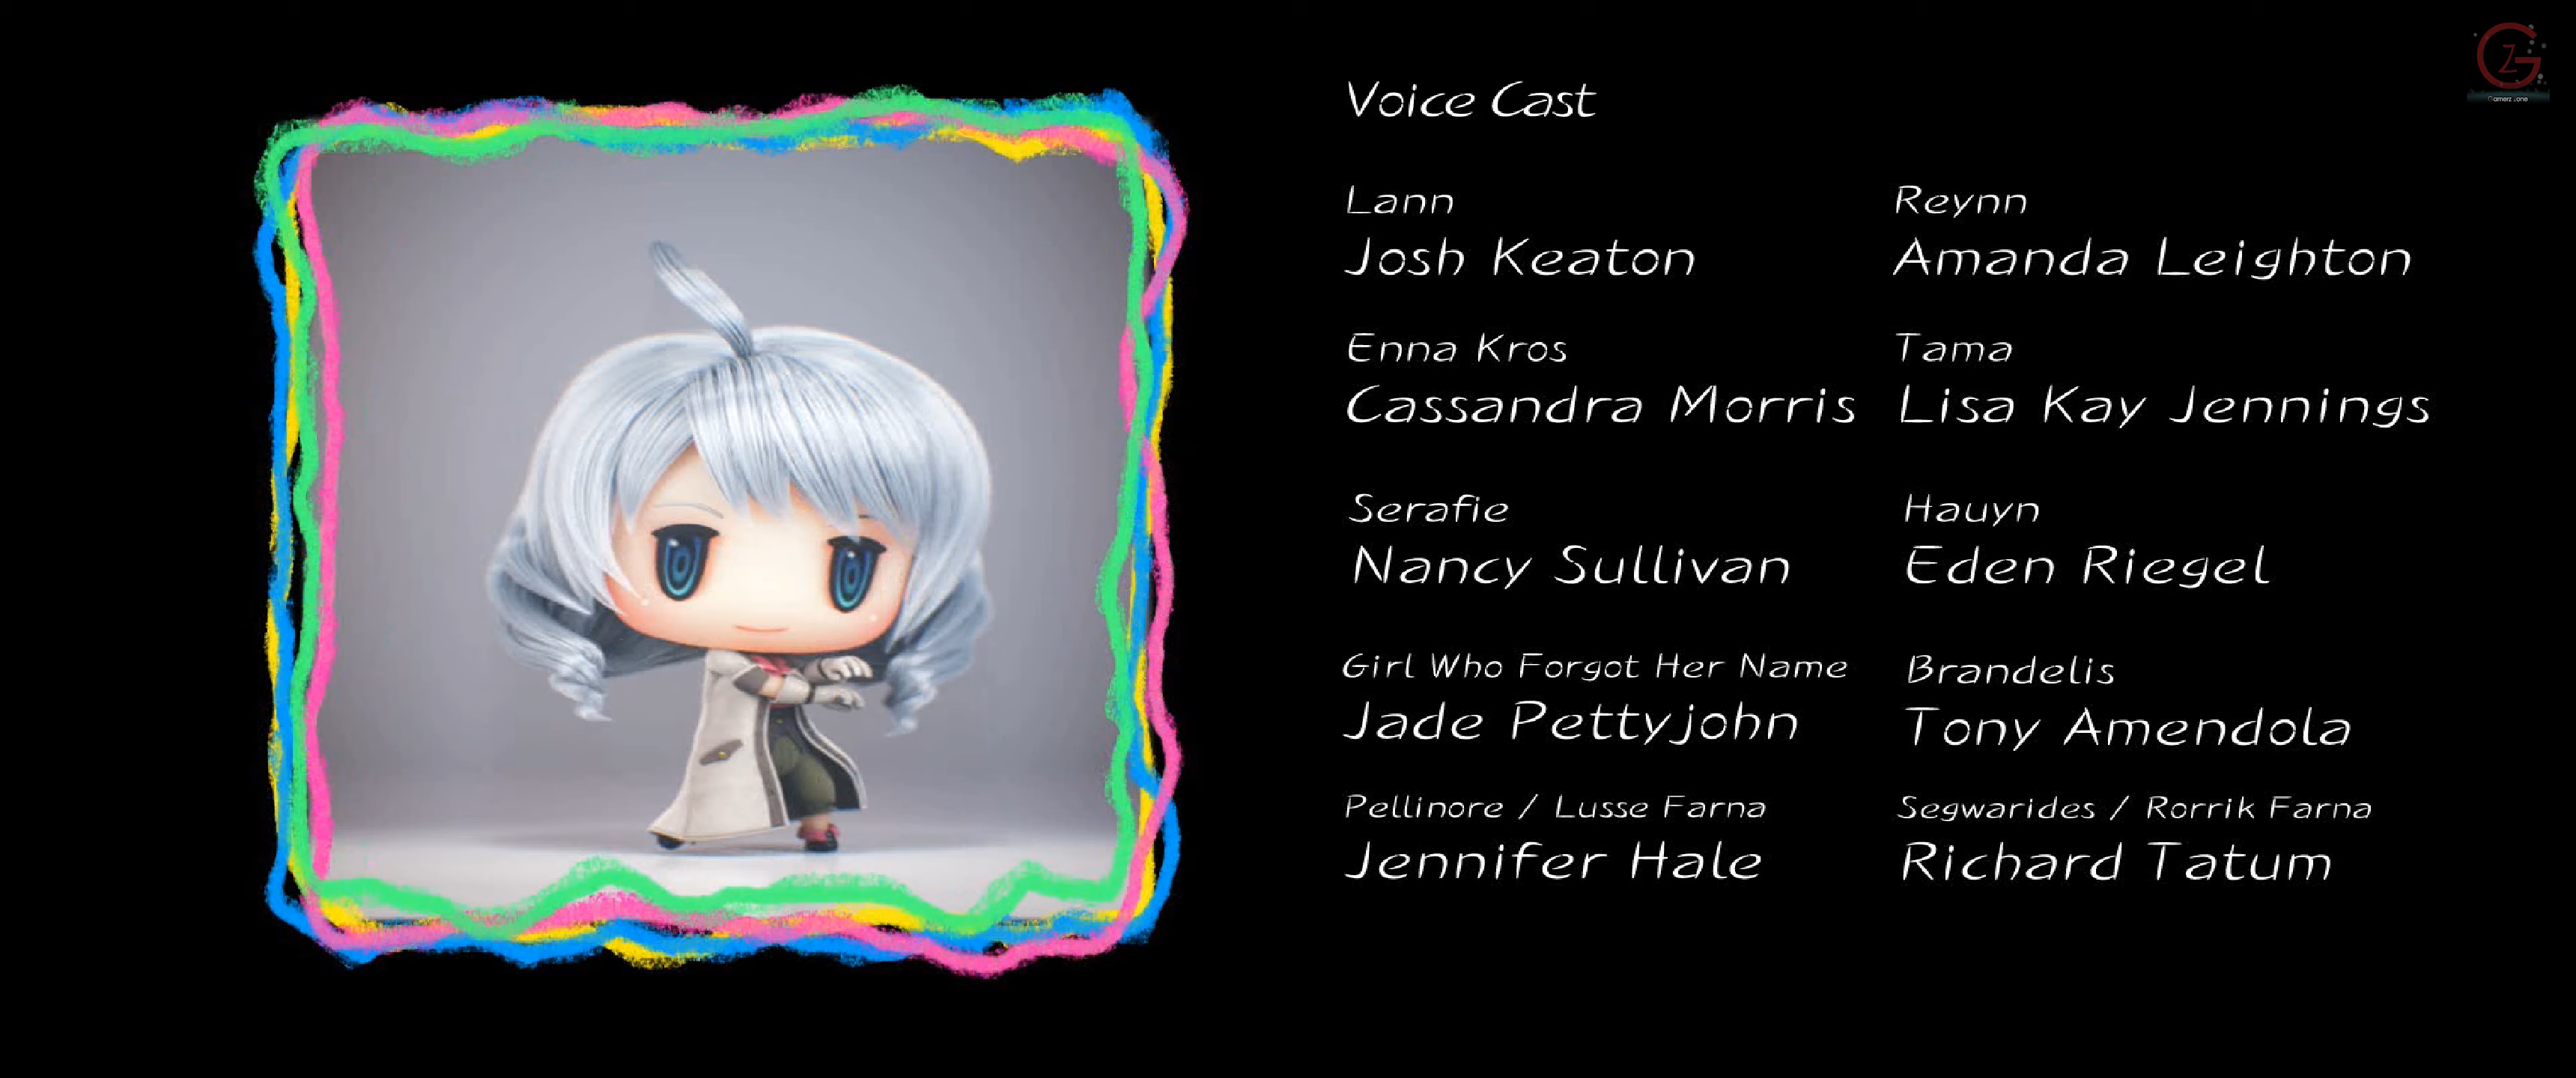 Voice Cast
Lann
Josh Keaton
Reynn
Amanda Leighton
Enna Kros
Cassandra Morris
Tama
Lisa Kay Jennings
Serafie
Nancy Sullivan
Hauyn
Eden Riegel
Girl Who Forgot Her Name
Jade Pettyjohn
Brandelis
Tony Amendola
Pellinore / Lusse Farna
Jennifer Hale
Segwarides / Rorrik Farna
Richard Tatum